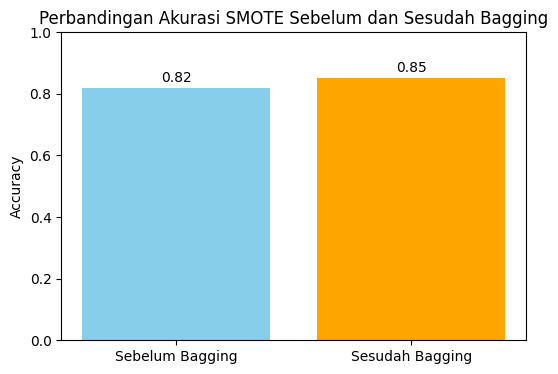 Perbandingan Akurasi SMOTE Sebelum dan Sesudah Bagging
1.0
0.8
0.6
0.4
0.2
0.0
Accuracy
0.82
0.85
Sebelum Bagging
Sesudah Bagging